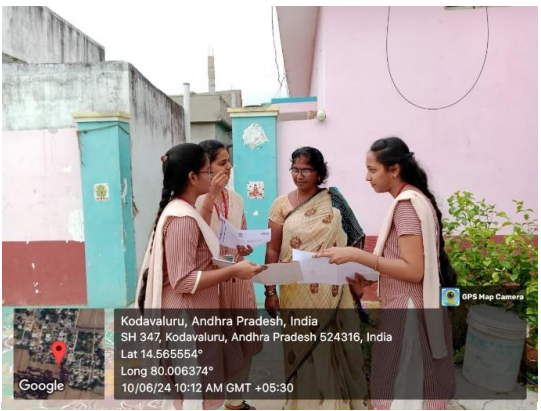 GPS Map Camera
Kodavaluru, Andhra Pradesh, India
SH 347, Kodavaluru, Andhra Pradesh 524316, India
Lat 14.565554°
Long 80.006374°
10/06/24 10:12 AM GMT +05:30
Google